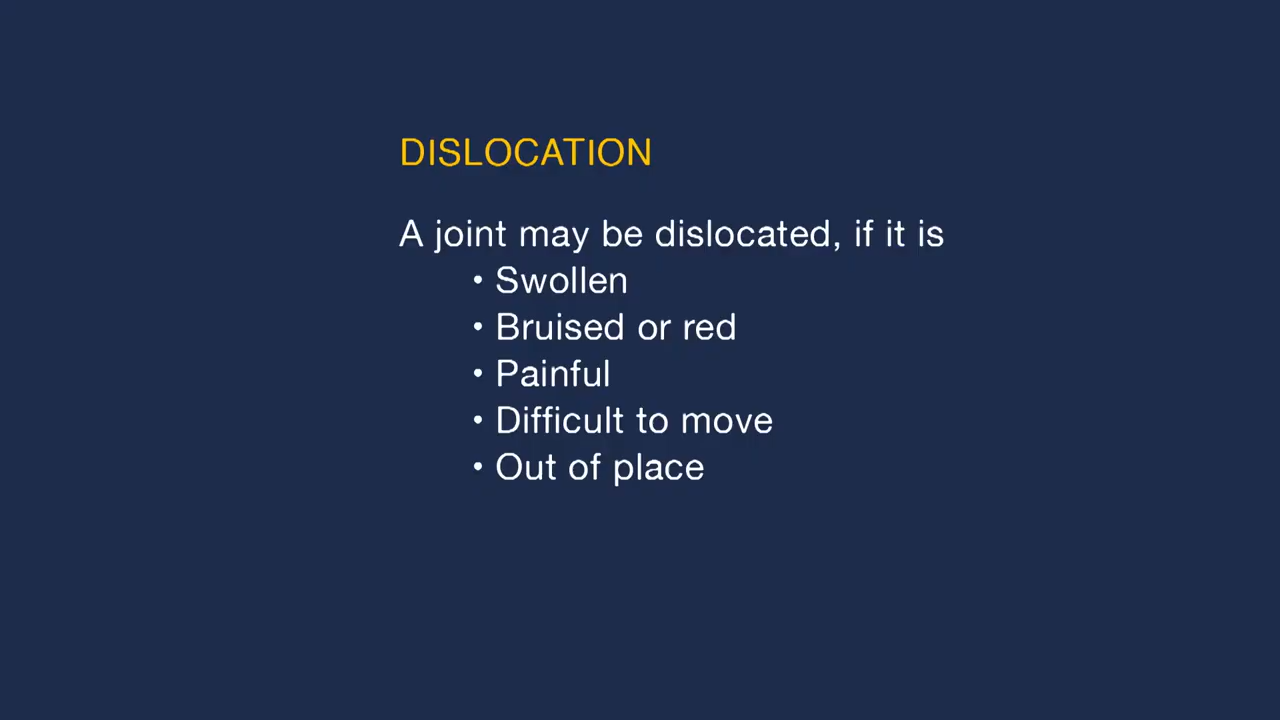 DISLOCATION
A joint may be dislocated, if it is
• Swollen
• Bruised or red
• Painful
• Difficult to move
• Out of place